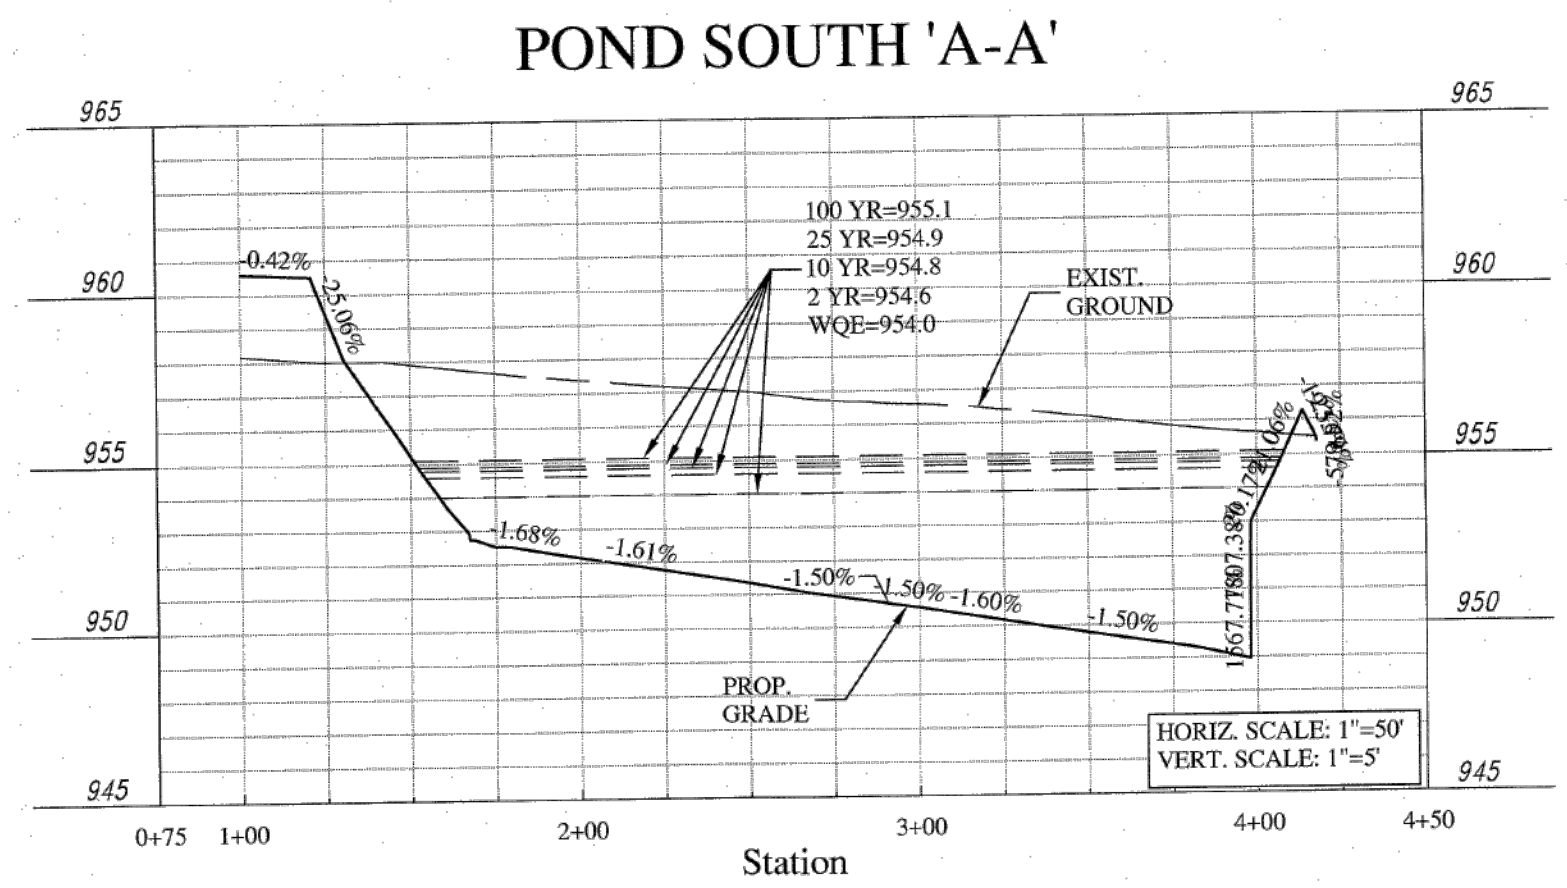 POND SOUTH 'A-A'
965
965
100 YR=955.1
25 YR=954.9
10 YR=954.8
2 YR=954.6
WQE=954.0
-0.42%
960
960
-25.06%
EXIST.
GROUND
955
955
-1.68%
-1.61%
-1.50%
-1.50%
-1.60%
-1.50%
950
950
PROP.
GRADE
HORIZ. SCALE: 1"=50'
VERT. SCALE: 1"=5'
945
945
0+75
1+00
2+00
3+00
4+00
4+50
Station